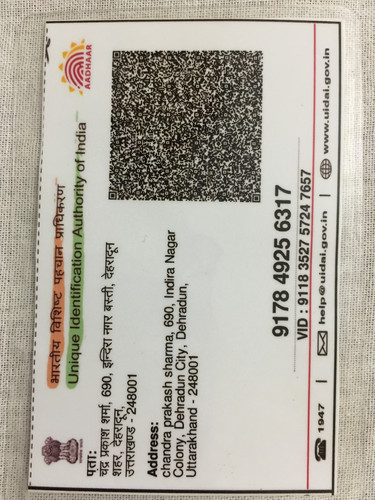 भारतीय विशिष्ट पहचान प्राधिकरण
Unique Identification Authority of India
AADHAAR
पता:
चद्र प्रकाश शर्मा, 690, इन्दिरा नार बस्ती, देहरादून
शहर, देहरादून,
उत्तराखण्ड - 248001
Address:
chandra prakash sharma, 690, Indira Nagar
Colony, Dehradun City, Dehradun,
Uttarakhand - 248001
9178 4925 6317
VID : 9118 3527 5724 7657
1947 | help@uidai.gov.in | www.uidai.gov.in